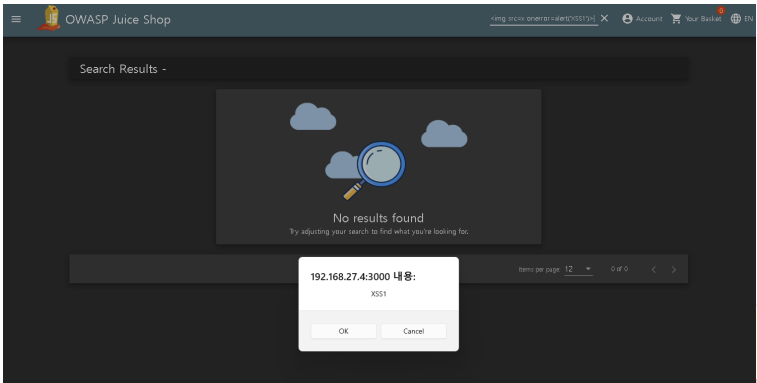 OWASP Juice Shop
<img src=x onerror=alert('XSS1')>
Account
0
Your Basket
EN
Search Results -
No results found
Try adjusting your search to find what you're looking for.
Items per page: 12
0 of 0
192.168.27.4:3000 내용:
XSS1
OK
Cancel